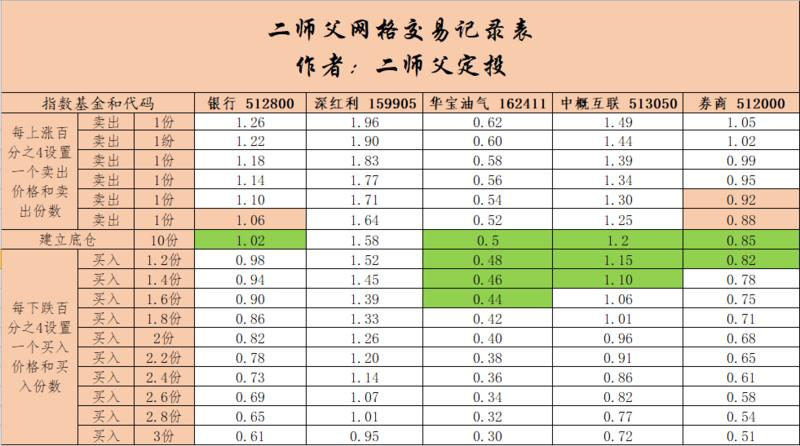 二师父网格交易记录表
作者：二师父定投
指数基金和代码 银行 512800 深红利 159905 华宝油气 162411 中概互联 513050 券商 512000
每上涨百分之4设置一个卖出价格和卖出份数
卖出 1份 1.26 1.96 0.62 1.49 1.05
卖出 1份 1.22 1.90 0.60 1.44 1.02
卖出 1份 1.18 1.83 0.58 1.39 0.99
卖出 1份 1.14 1.77 0.56 1.34 0.95
卖出 1份 1.10 1.71 0.54 1.30 0.92
卖出 1份 1.06 1.64 0.52 1.25 0.88
建立底仓 10份 1.02 1.58 0.5 1.2 0.85
每下跌百分之4设置一个买入价格和买入份数
买入 1.2份 0.98 1.52 0.48 1.15 0.82
买入 1.4份 0.94 1.45 0.46 1.10 0.78
买入 1.6份 0.90 1.39 0.44 1.06 0.75
买入 1.8份 0.86 1.33 0.42 1.01 0.71
买入 2份 0.82 1.26 0.40 0.96 0.68
买入 2.2份 0.78 1.20 0.38 0.91 0.65
买入 2.4份 0.73 1.14 0.36 0.86 0.61
买入 2.6份 0.69 1.07 0.34 0.82 0.58
买入 2.8份 0.65 1.01 0.32 0.77 0.54
买入 3份 0.61 0.95 0.30 0.72 0.51